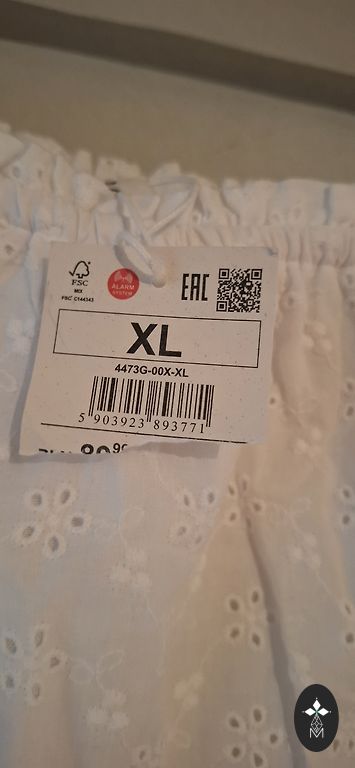 FSC
MIX
FSC® C144343
ALARM
SYSTEM
EAC
XL
4473G-00X-XL
5 903923 893771
M